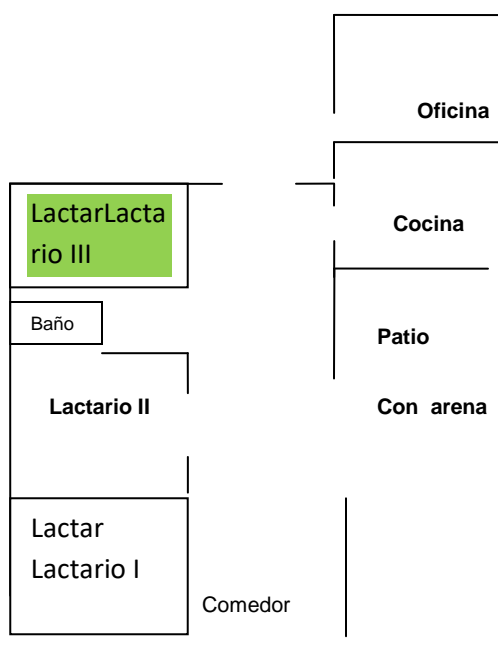 Oficina
LactarLacta
rio III
Cocina
Baño
Patio
Lactario II
Con arena
Lactar
Lactario I
Comedor